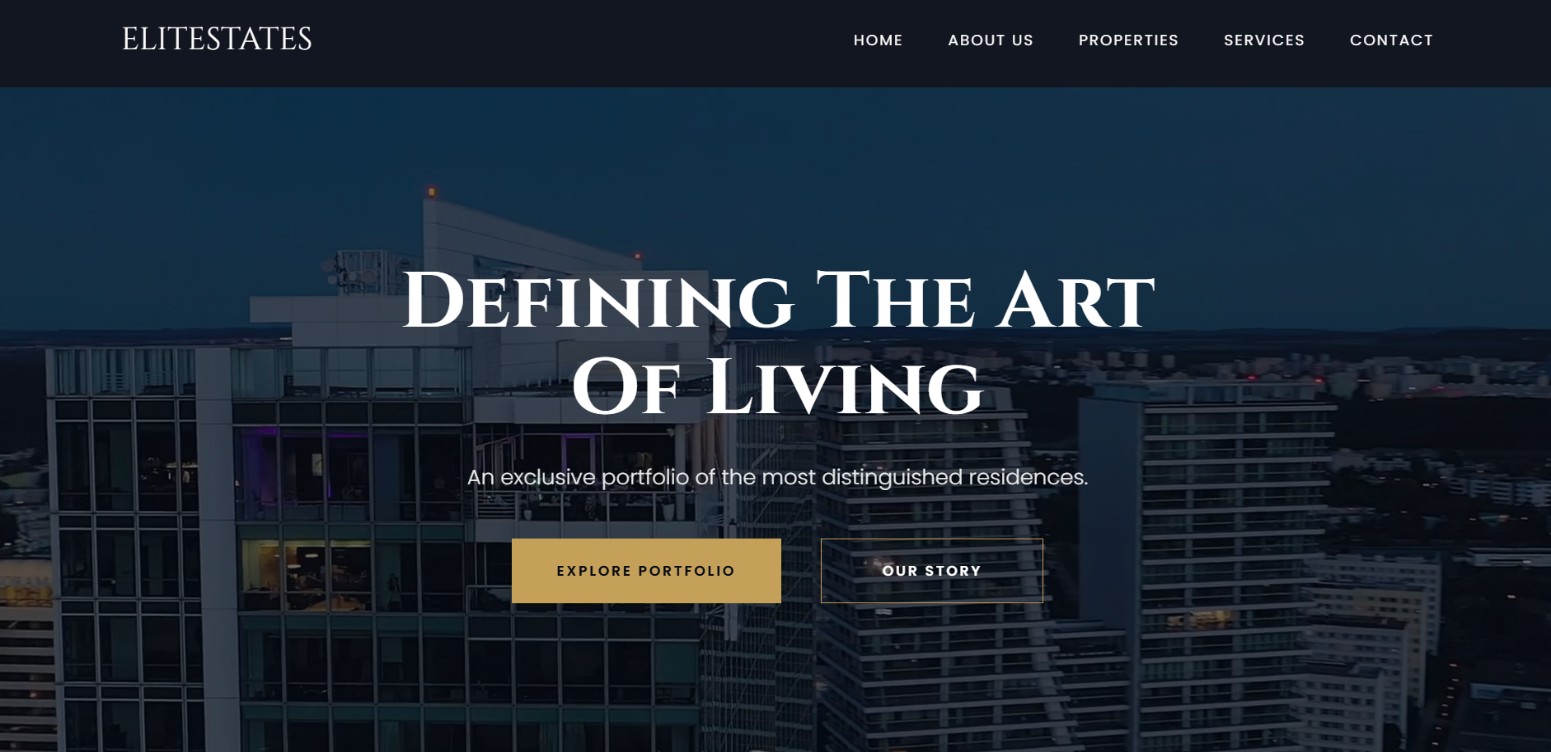 ELITESTATES
HOME ABOUT US PROPERTIES SERVICES CONTACT
Defining The Art
Of Living
An exclusive portfolio of the most distinguished residences.
EXPLORE PORTFOLIO
OUR STORY